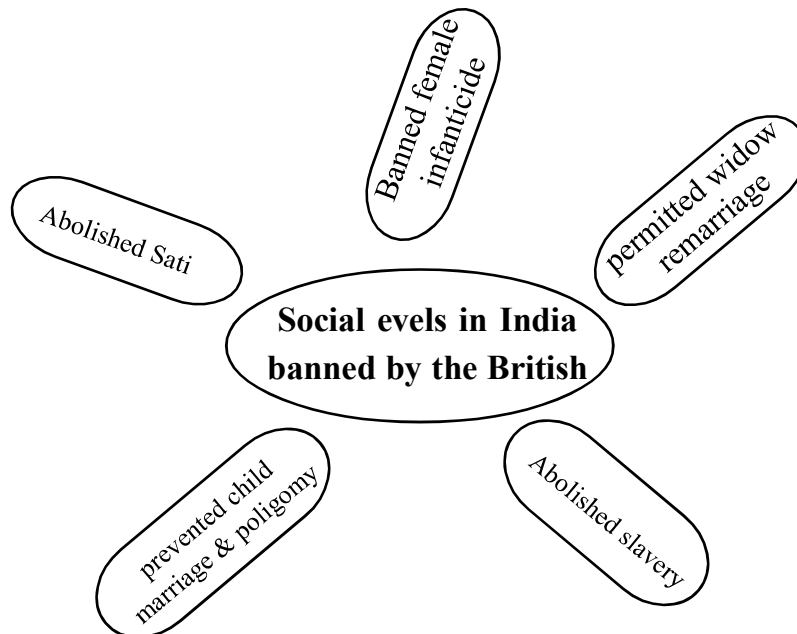 Banned female
infanticide
permitted widow
remarriage
Abolished Sati
Social evels in India
banned by the British
prevented child
marriage & poligomy
Abolished slavery